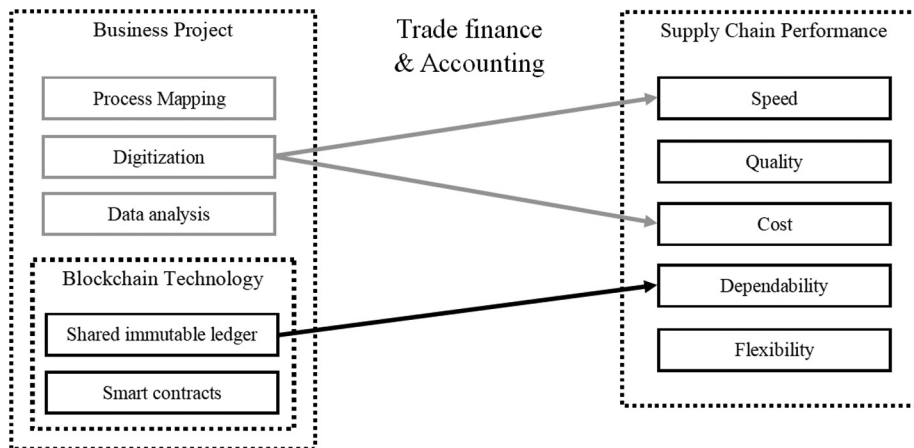 Business Project
Process Mapping
Digitization
Data analysis
Blockchain Technology
Shared immutable ledger
Smart contracts
Trade finance
& Accounting
Supply Chain Performance
Speed
Quality
Cost
Dependability
Flexibility